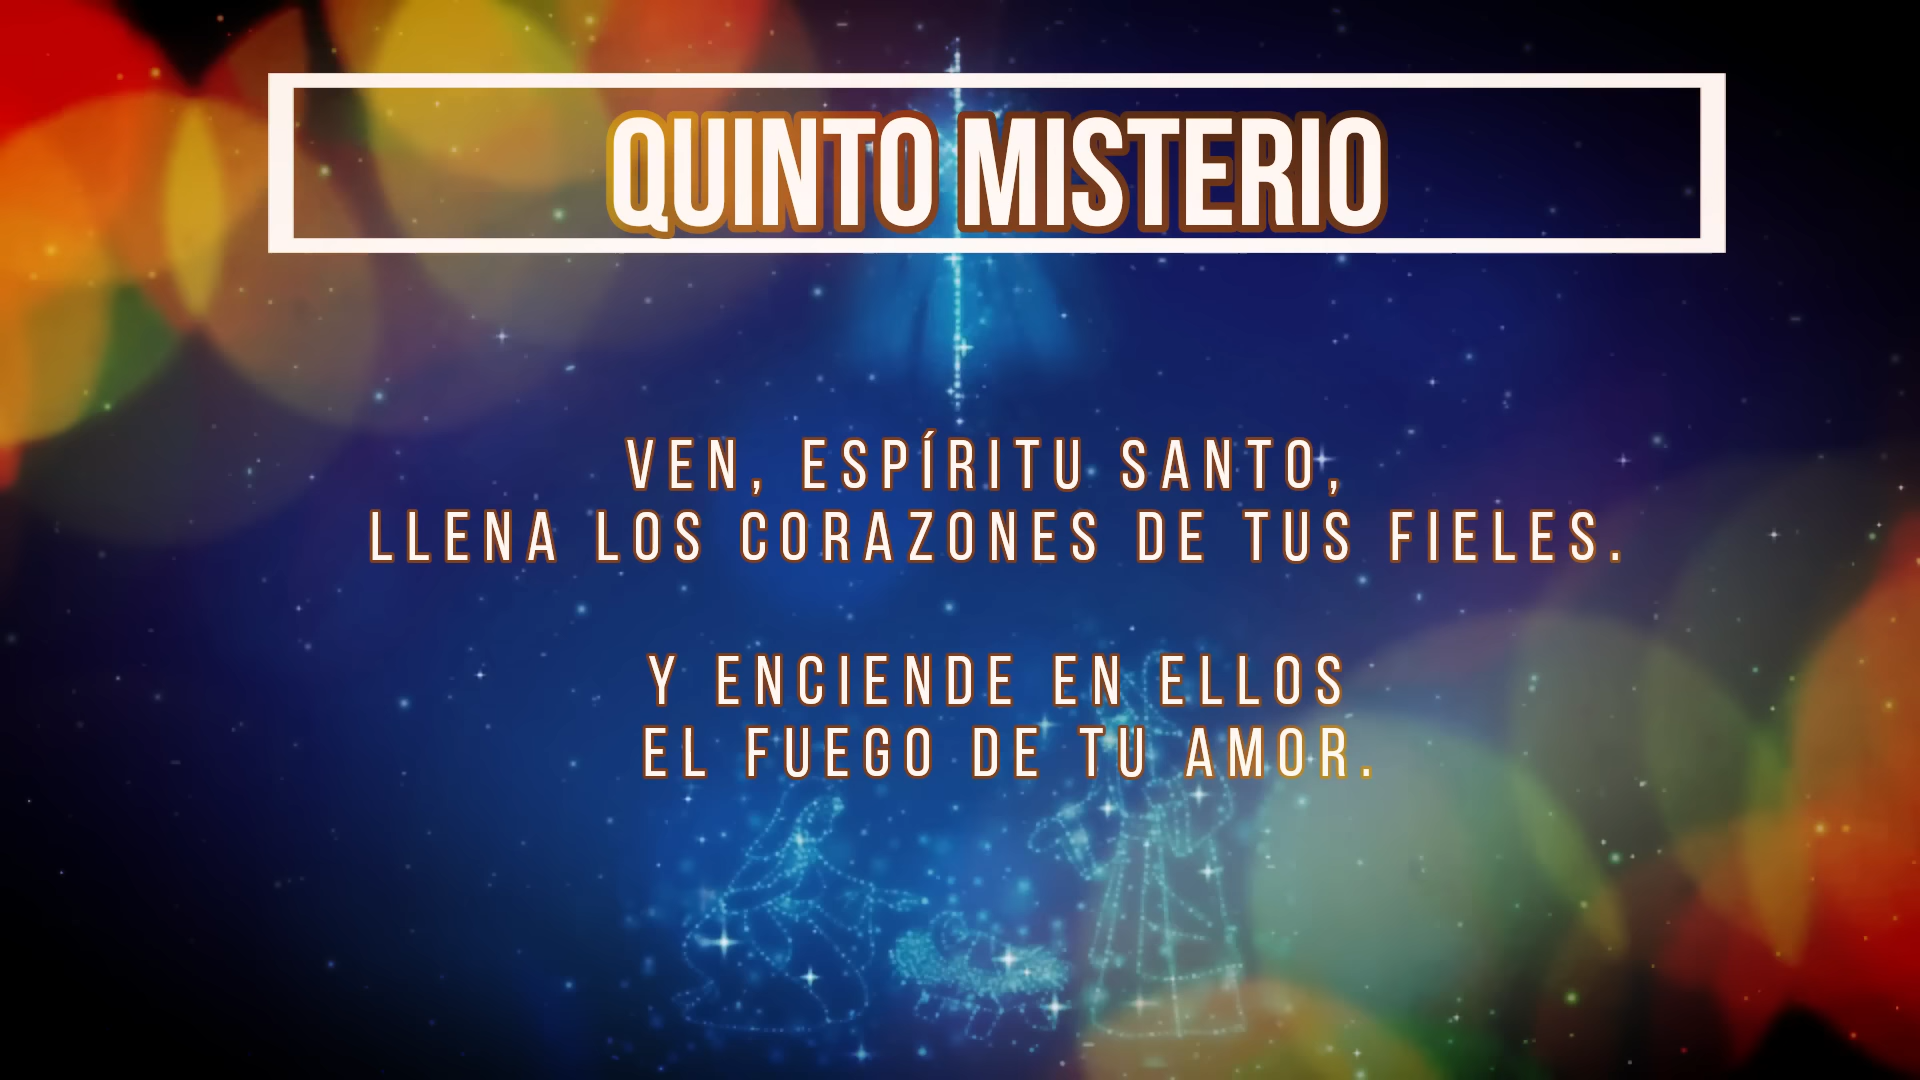 QUINTO MISTERIO
VEN, ESPÍRITU SANTO,
LLENA LOS CORAZONES DE TUS FIELES.
Y ENCIENDE EN ELLOS
EL FUEGO DE TU AMOR.